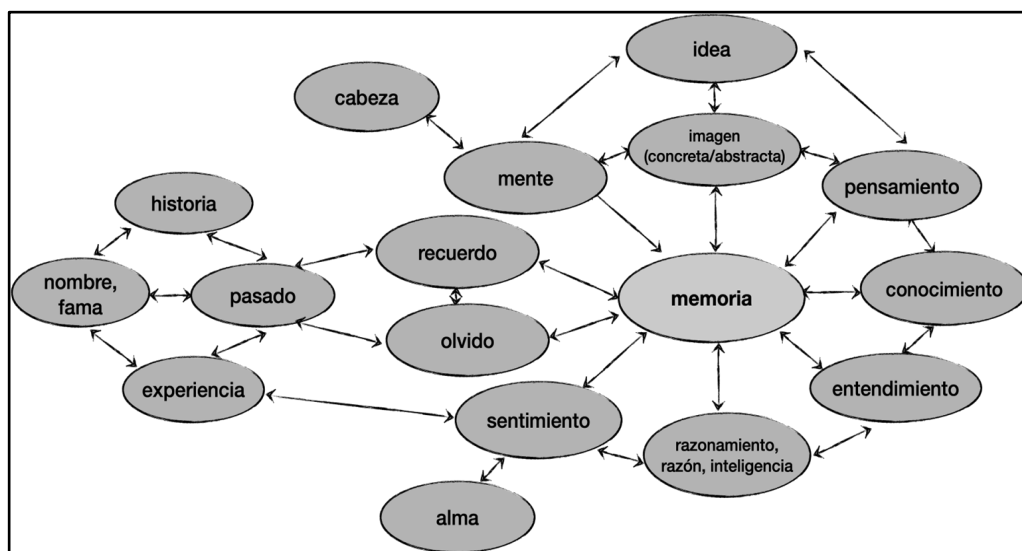 idea
cabeza
imagen
(concreta/abstracta)
mente
pensamiento
historia
recuerdo
nombre,
fama
pasado
memoria
conocimiento
olvido
experiencia
entendimiento
sentimiento
razonamiento,
razón, inteligencia
alma